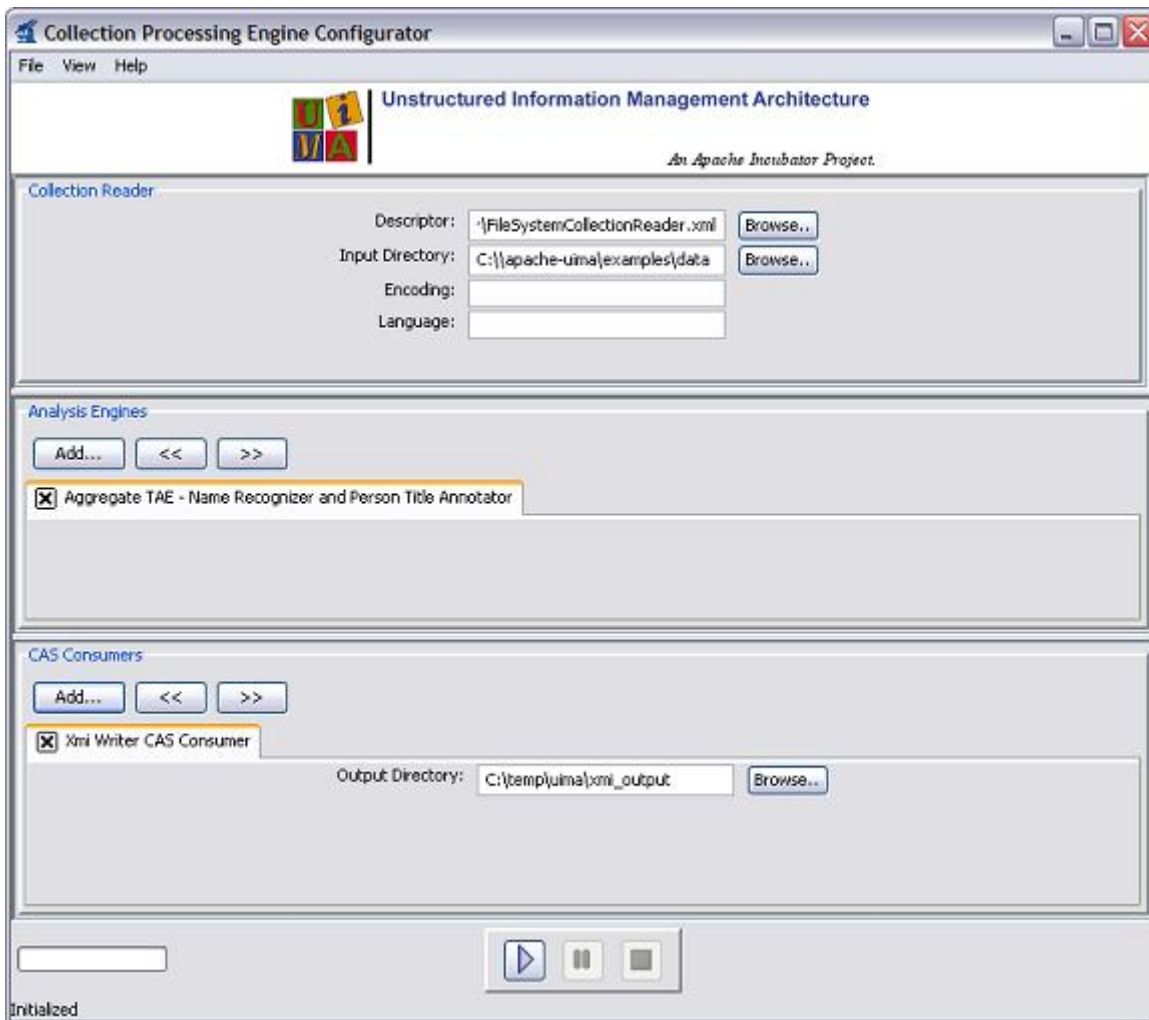 Collection Processing Engine Configurator
File View Help
UiMA
Unstructured Information Management Architecture
An Apache Incubator Project.
Collection Reader
Descriptor: \FileSystemCollectionReader.xml Browse..
Input Directory: C:\\apache-uima\examples\data Browse..
Encoding:
Language:
Analysis Engines
Add... << >>
Aggregate TAE - Name Recognizer and Person Title Annotator
CAS Consumers
Add... << >>
Xmi Writer CAS Consumer
Output Directory: C:\temp\uima\xmi_output Browse..
Initialized